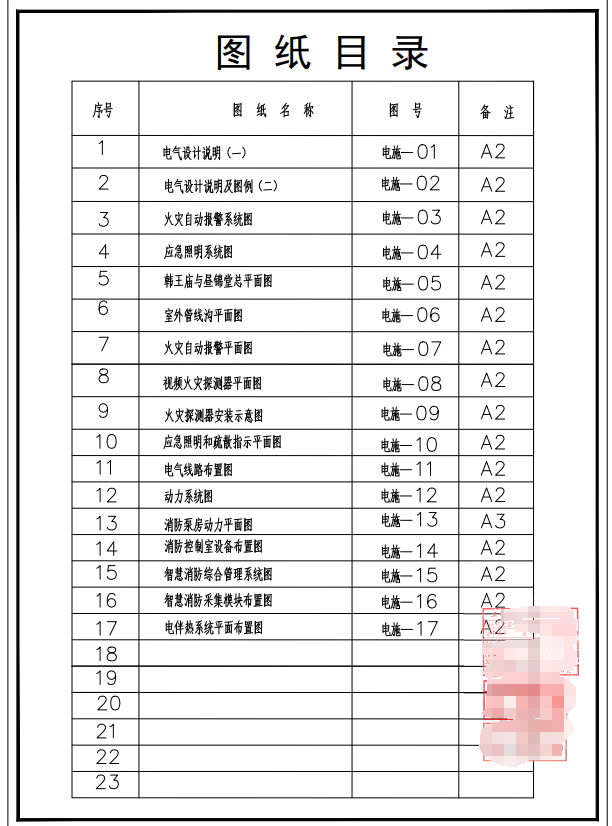 图纸目录
序号 图纸名称 图号 备注
1 电气设计说明（一） 电施—01 A2
2 电气设计说明及图例（二） 电施—02 A2
3 火灾自动报警系统图 电施—03 A2
4 应急照明系统图 电施—04 A2
5 韩王庙与昼锦堂总平面图 电施—05 A2
6 室外管线沟平面图 电施—06 A2
7 火灾自动报警平面图 电施—07 A2
8 视频火灾探测器平面图 电施—08 A2
9 火灾探测器安装示意图 电施—09 A2
10 应急照明和疏散指示平面图 电施—10 A2
11 电气线路布置图 电施—11 A2
12 动力系统图 电施—12 A2
13 消防泵房动力平面图 电施—13 A3
14 消防控制室设备布置图 电施—14 A2
15 智慧消防综合管理系统图 电施—15 A2
16 智慧消防采集模块布置图 电施—16 A2
17 电伴热系统平面布置图 电施—17 A2
18
19
20
21
22
23